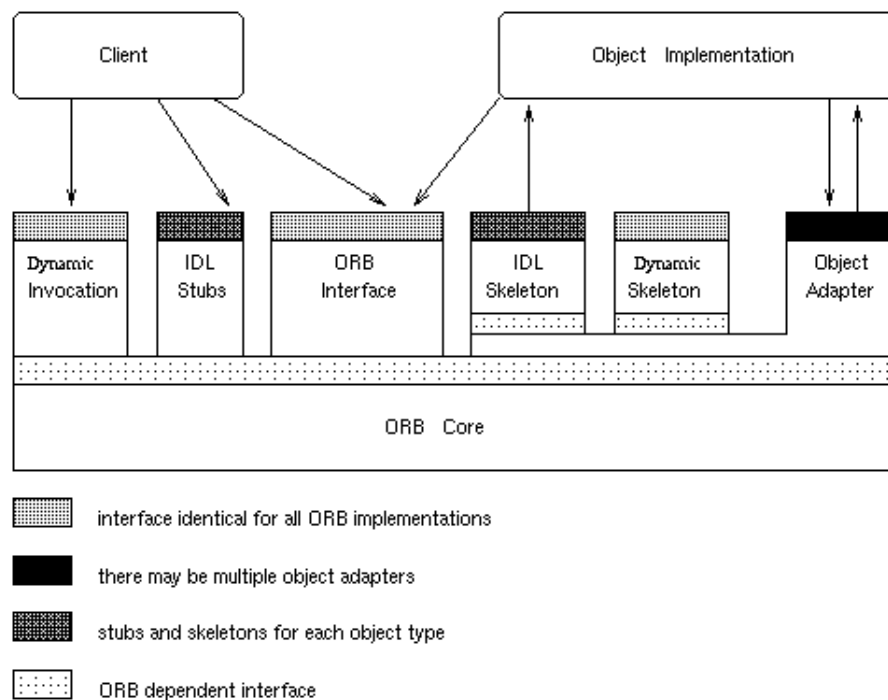 Client
Object Implementation
Dynamic
Invocation
IDL
Stubs
ORB
Interface
IDL
Skeleton
Dynamic
Skeleton
Object
Adapter
ORB Core
interface identical for all ORB implementations
there may be multiple object adapters
stubs and skeletons for each object type
ORB dependent interface